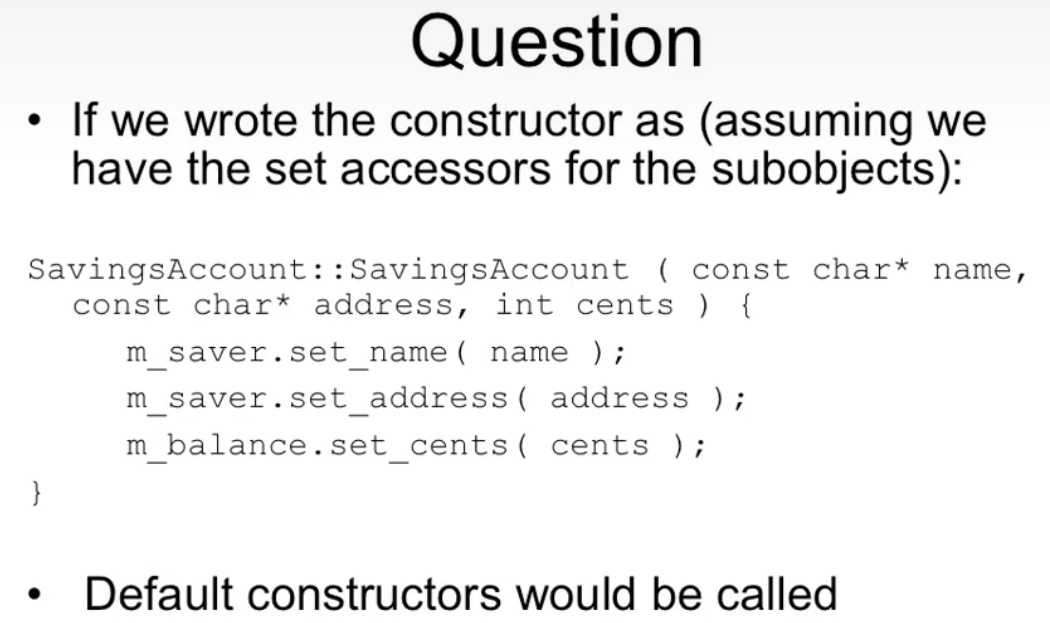 Question
• If we wrote the constructor as (assuming we
have the set accessors for the subobjects):
SavingsAccount::SavingsAccount ( const char* name,
const char* address, int cents ) {
m_saver.set_name( name );
m_saver.set_address( address );
m_balance.set_cents( cents );
}
• Default constructors would be called